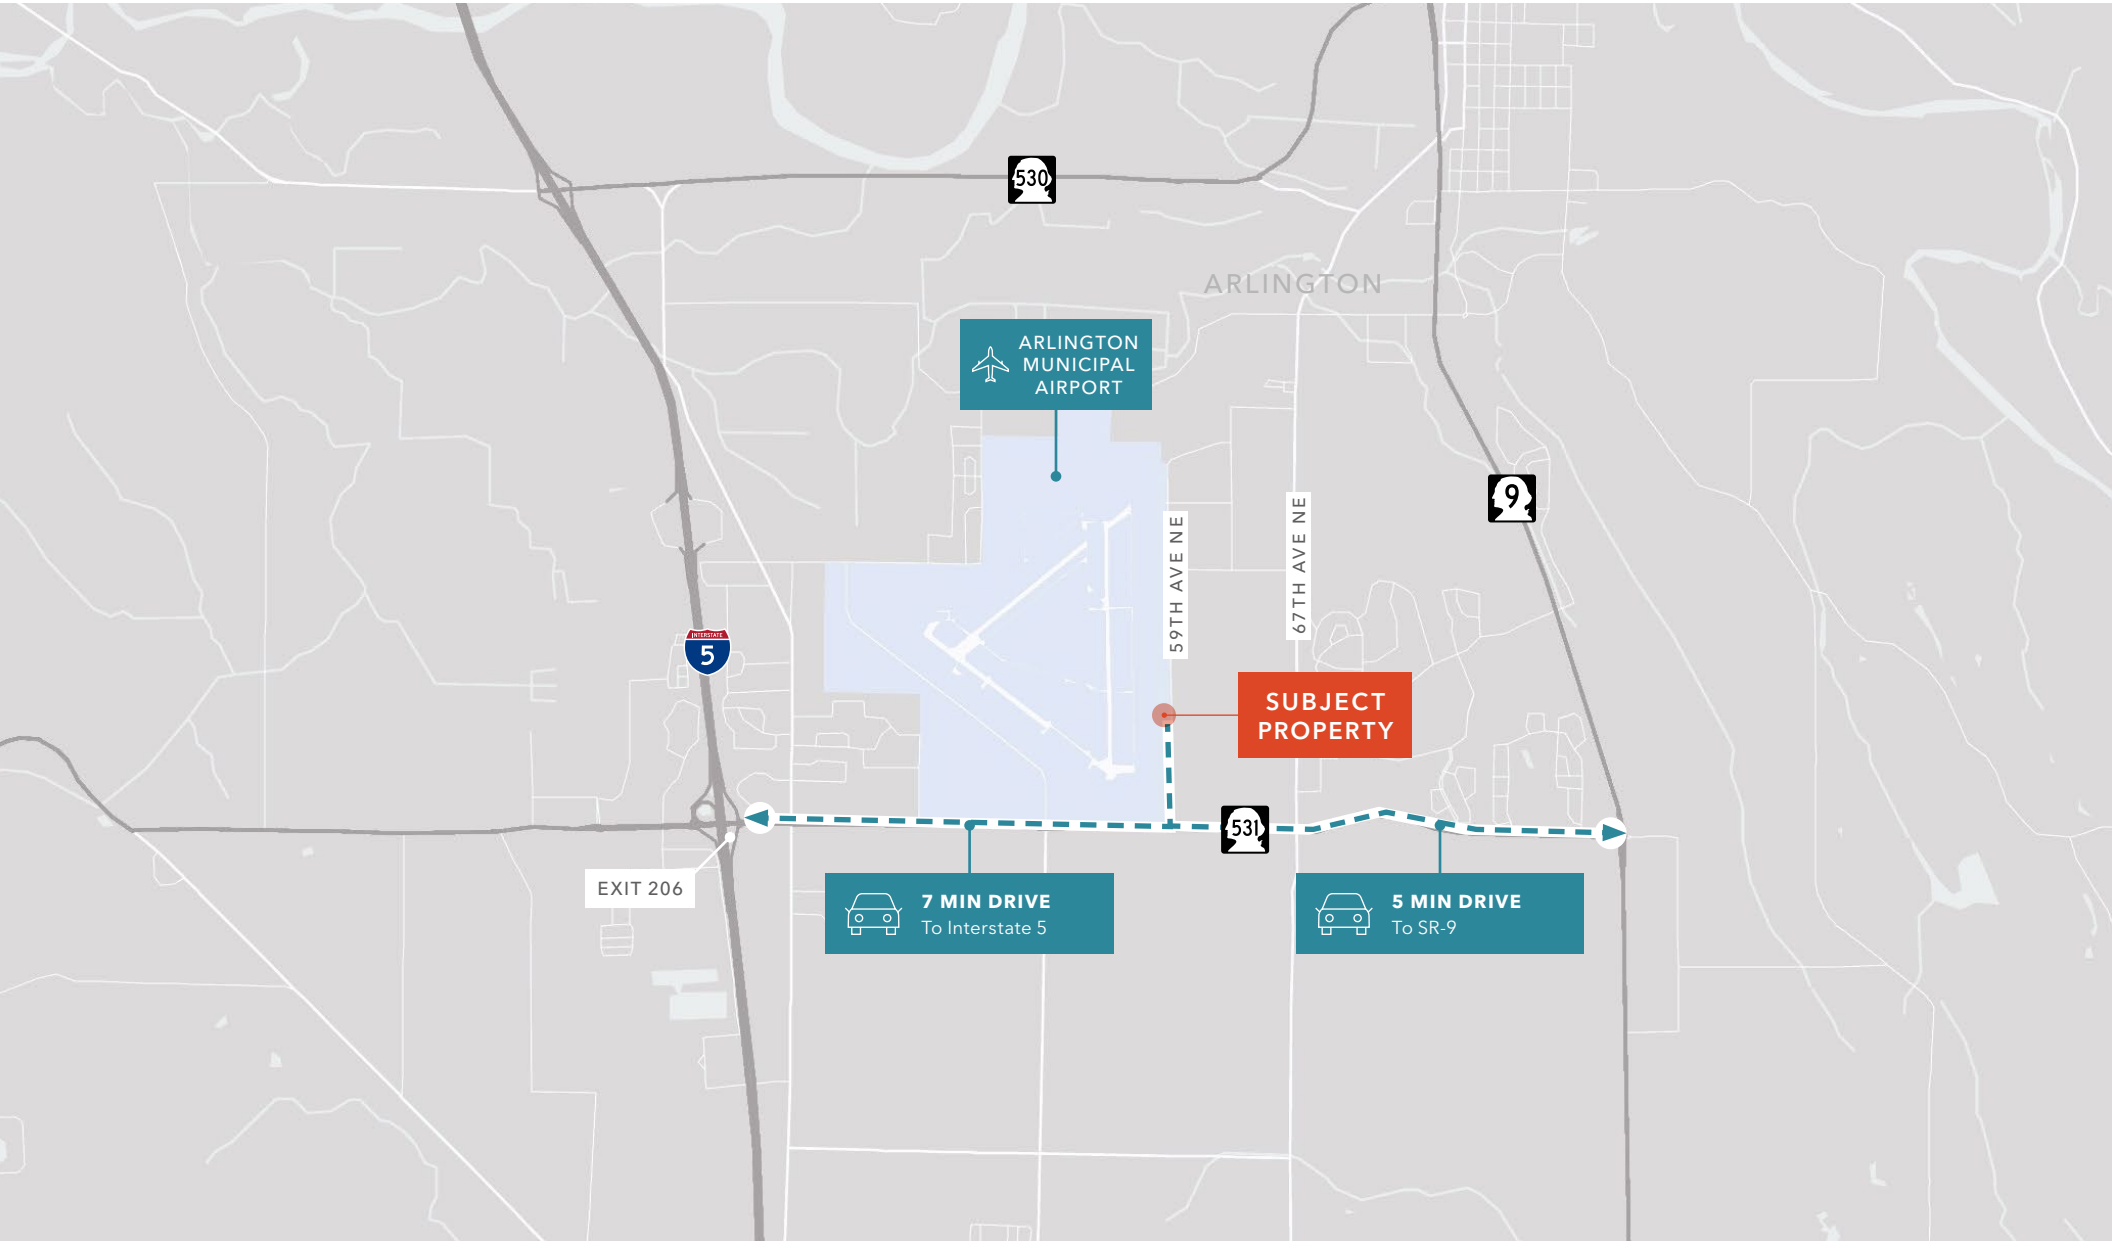 530
ARLINGTON
ARLINGTON
MUNICIPAL
AIRPORT
9
59TH AVE NE
67TH AVE NE
INTERSTATE
5
SUBJECT
PROPERTY
531
EXIT 206
7 MIN DRIVE
To Interstate 5
5 MIN DRIVE
To SR-9